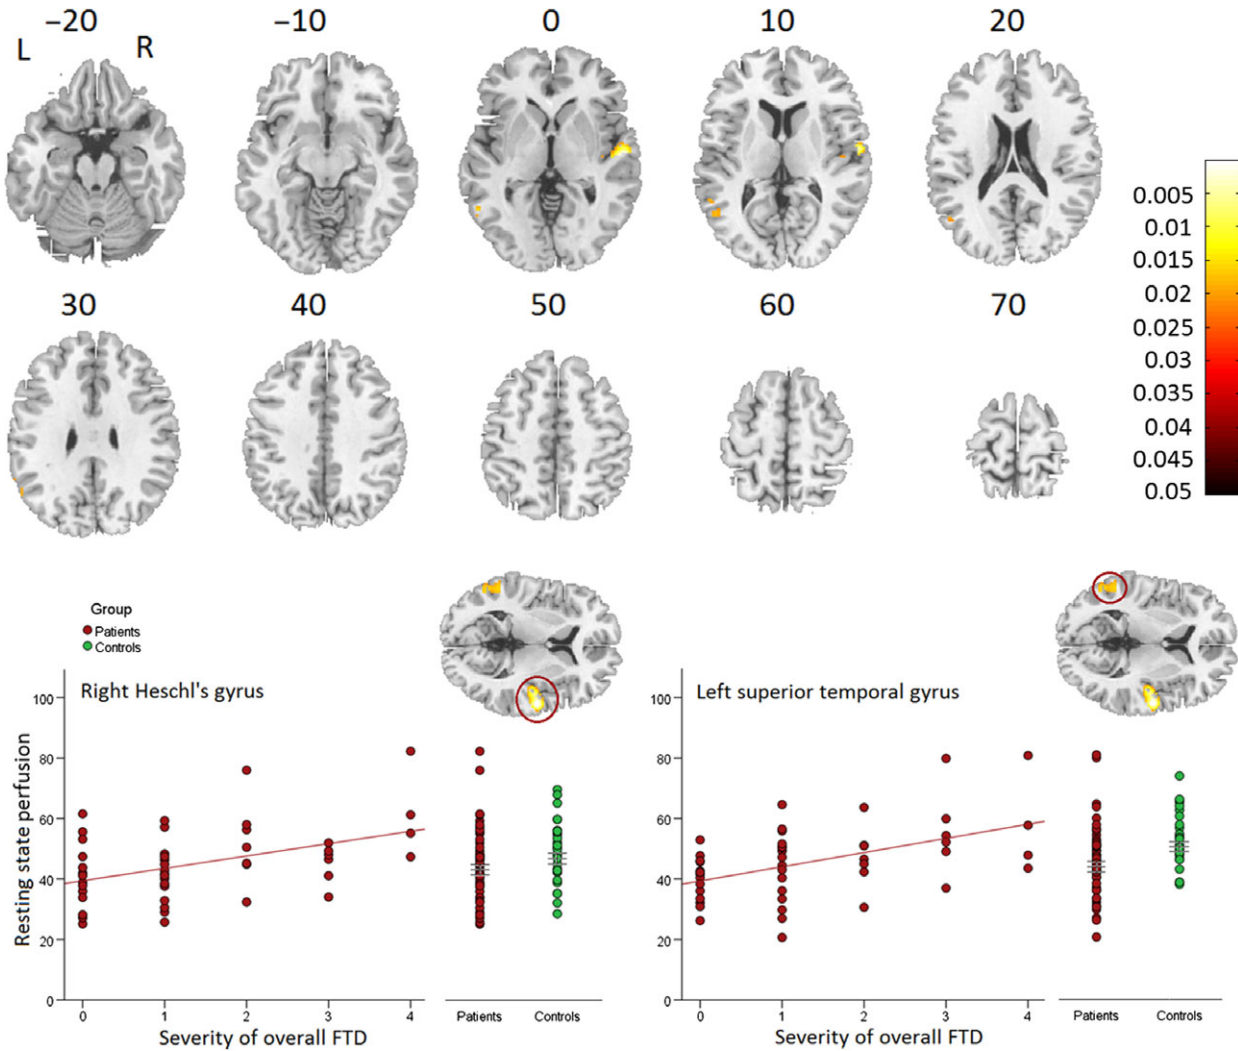 −20 −10 0 10 20
L R
0.005
0.01
0.015
0.02
0.025
0.03
0.035
0.04
0.045
0.05
30 40 50 60 70
Group
Patients
Controls
Right Heschl's gyrus
Resting state perfusion
100
80
60
40
20
0
0 1 2 3 4
Patients Controls
Severity of overall FTD
Left superior temporal gyrus
100
80
60
40
20
0
0 1 2 3 4
Patients Controls
Severity of overall FTD